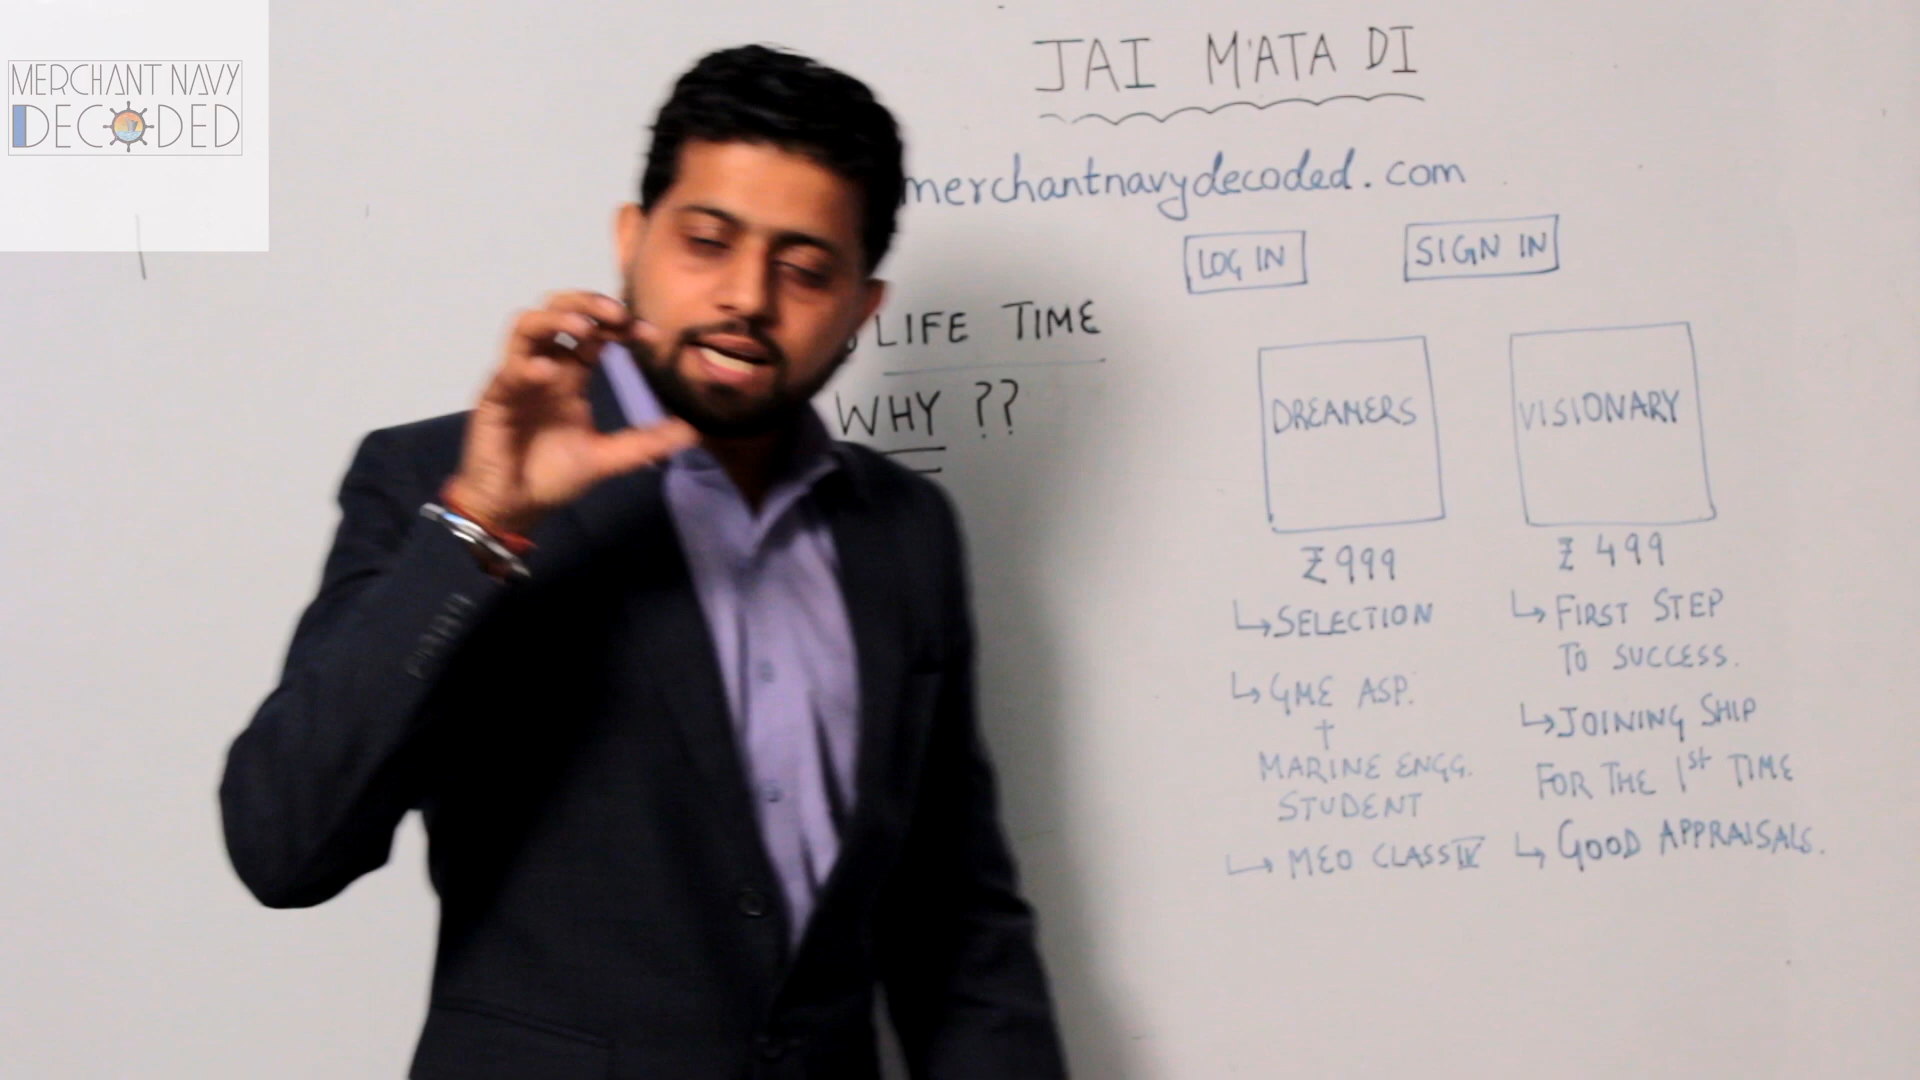 MERCHANT NAVY
DECODED
JAI MATA DI
merchantnavydecoded.com
LOG IN
SIGN IN
LIFE TIME
WHY ??
DREAMERS
₹ 999
↳ SELECTION
↳ GME ASP.
+
MARINE ENGG.
STUDENT
↳ MEO CLASS IV
VISIONARY
₹ 499
↳ FIRST STEP
TO SUCCESS.
↳ JOINING SHIP
FOR THE 1st TIME
↳ GOOD APPRAISALS.